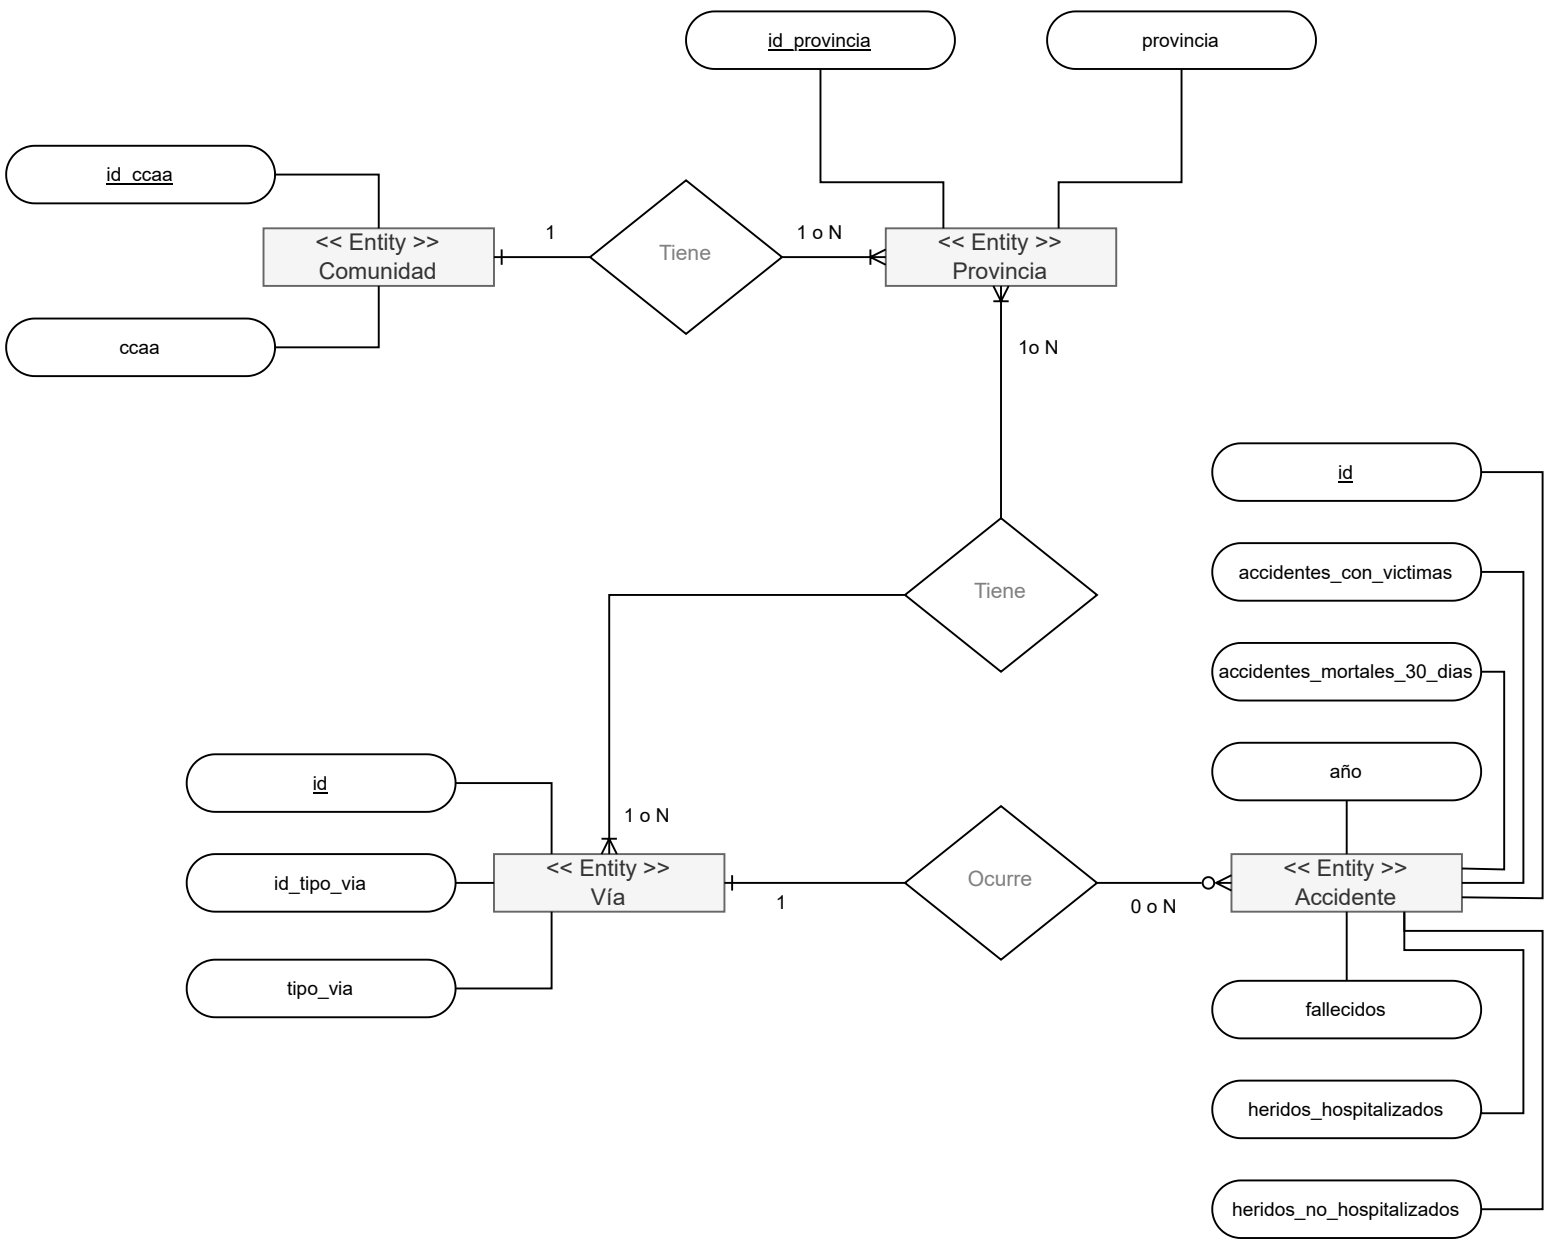 id_provincia
provincia
id_ccaa
<< Entity >>
Comunidad
1
Tiene
1 o N
<< Entity >>
Provincia
ccaa
1o N
id
accidentes_con_victimas
Tiene
accidentes_mortales_30_dias
año
id
1 o N
id_tipo_via
<< Entity >>
Vía
1
Ocurre
0 o N
<< Entity >>
Accidente
tipo_via
fallecidos
heridos_hospitalizados
heridos_no_hospitalizados